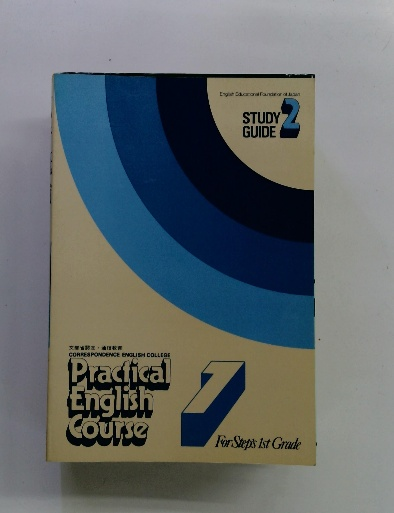 English Educational Foundation of Japan
STUDY 2
GUIDE
文部省認定・通信教育
CORRESPONDENCE ENGLISH COLLEGE
Practical
English
Course
1
For Steps 1st Grade